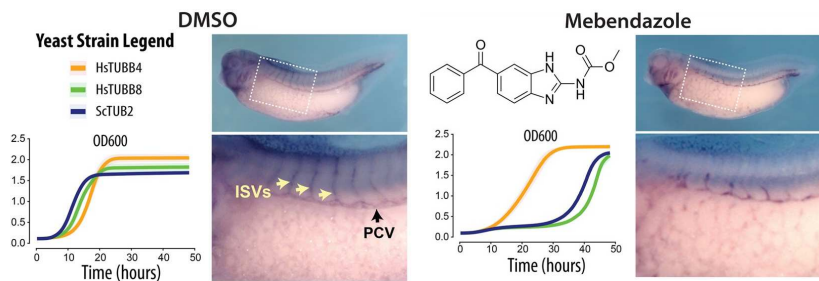 DMSO
Yeast Strain Legend
HsTUBB4
HsTUBB8
ScTUB2
OD600
2.5
2.0
1.5
1.0
0.5
0.0
0 10 20 30 40 50
Time (hours)
ISVs
PCV
Mebendazole
O
H
N
N
NH
O
O
OD600
2.5
2.0
1.5
1.0
0.5
0.0
0 10 20 30 40 50
Time (hours)